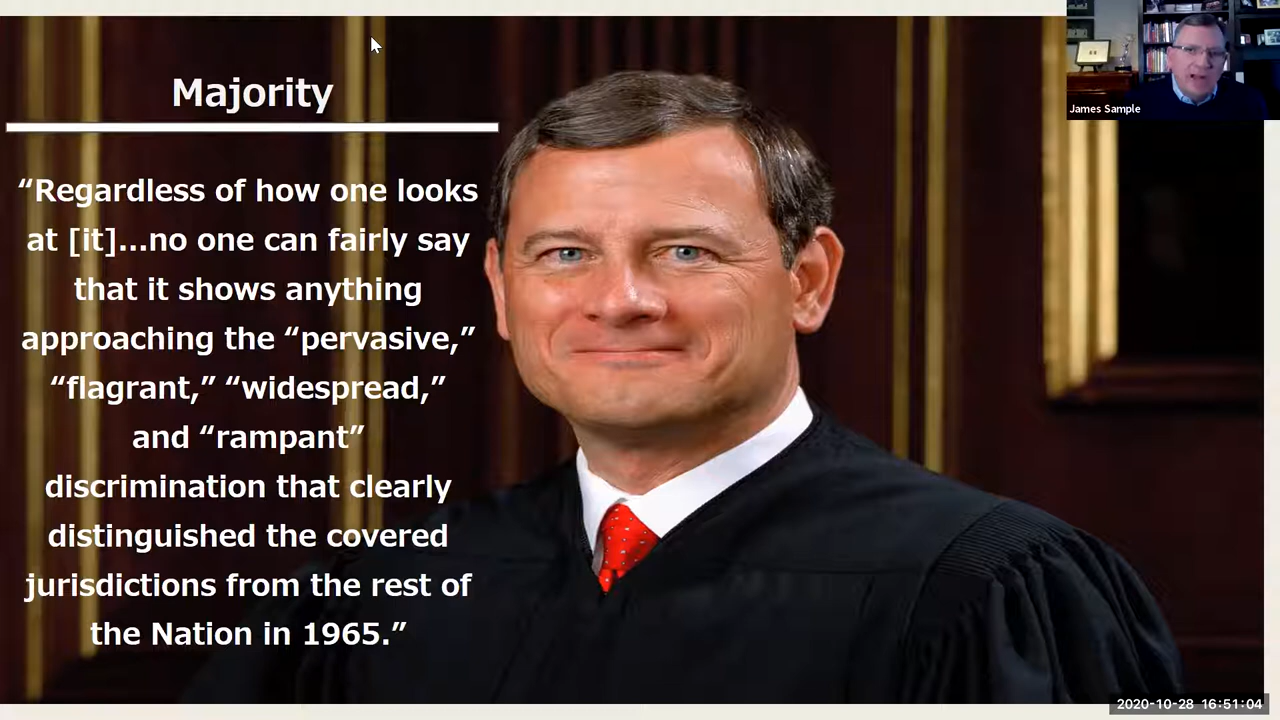 Majority
“Regardless of how one looks
at [it]...no one can fairly say
that it shows anything
approaching the “pervasive,”
“flagrant,” “widespread,”
and “rampant”
discrimination that clearly
distinguished the covered
jurisdictions from the rest of
the Nation in 1965.”
James Sample
2020-10-28 16:51:04